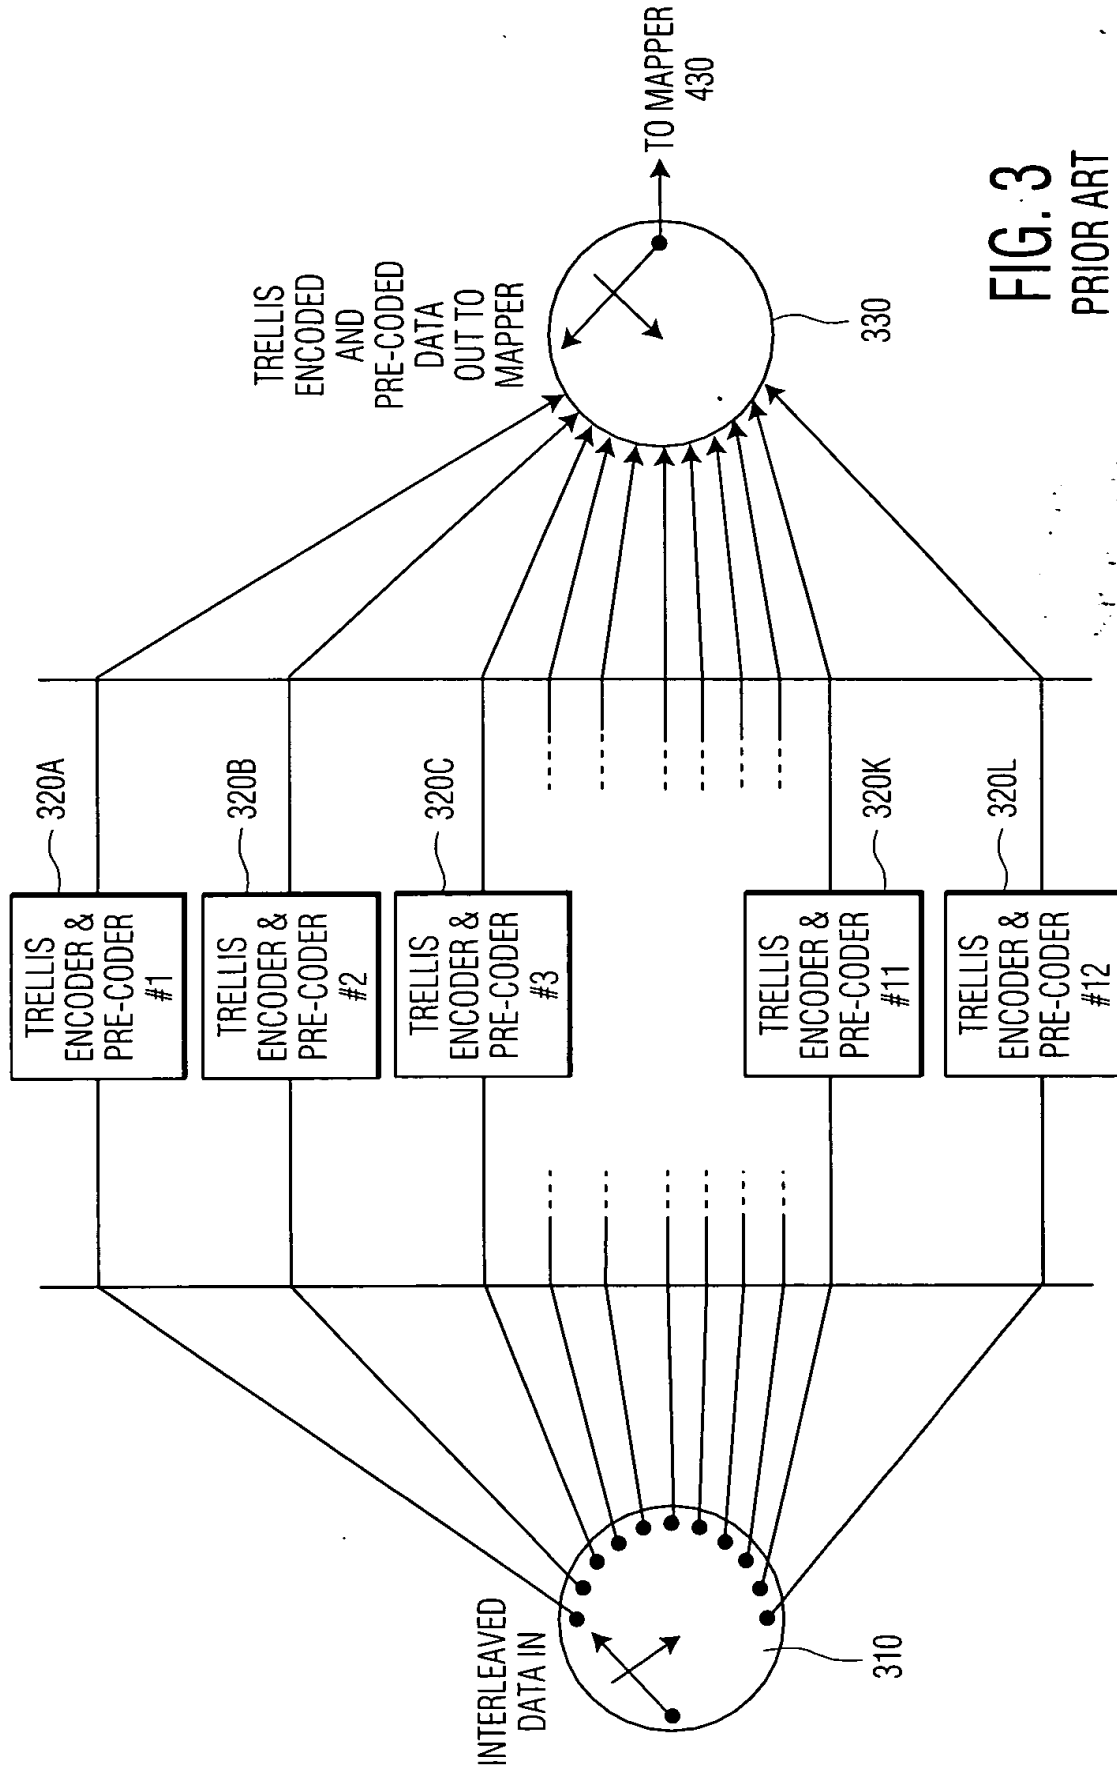 INTERLEAVED
DATA IN
310
TRELLIS
ENCODER &
PRE-CODER
#1
320A
TRELLIS
ENCODER &
PRE-CODER
#2
320B
TRELLIS
ENCODER &
PRE-CODER
#3
320C
TRELLIS
ENCODER &
PRE-CODER
#11
320K
TRELLIS
ENCODER &
PRE-CODER
#12
320L
TRELLIS
ENCODED
AND
PRE-CODED
DATA
OUT TO
MAPPER
330
TO MAPPER
430
FIG. 3
PRIOR ART